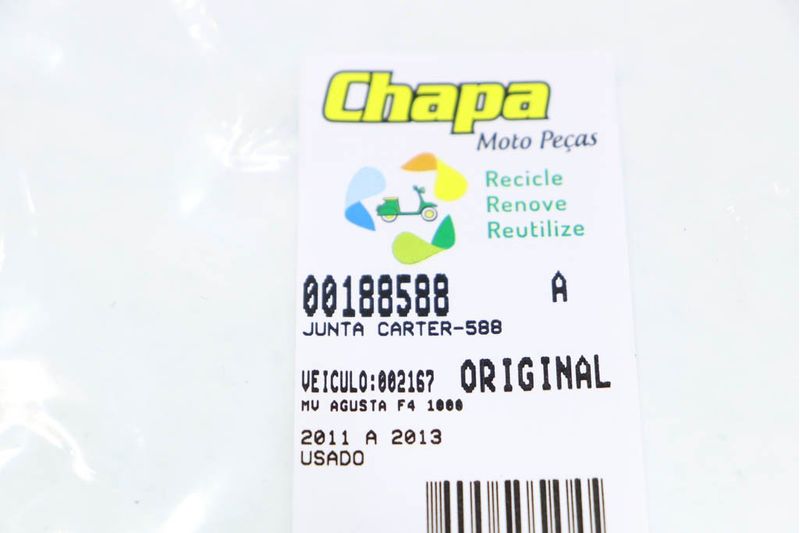 Chapa
Moto Peças
Recicle
Renove
Reutilize
00188588 A
JUNTA CARTER-588
VEICULO:002167 ORIGINAL
MV AGUSTA F4 1000
2011 A 2013
USADO